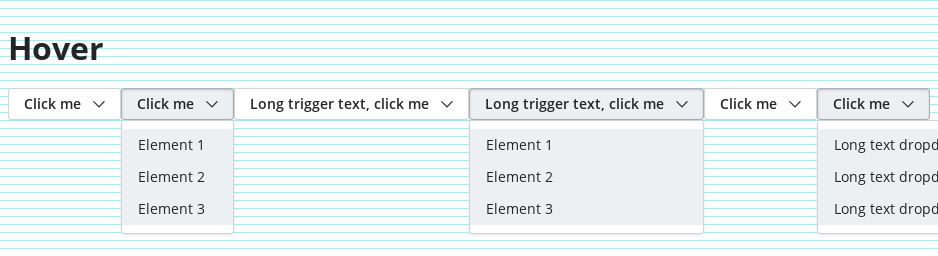 Hover
Click me Click me Long trigger text, click me Long trigger text, click me Click me Click me
Element 1 Element 1 Long text dropd
Element 2 Element 2 Long text dropd
Element 3 Element 3 Long text dropd